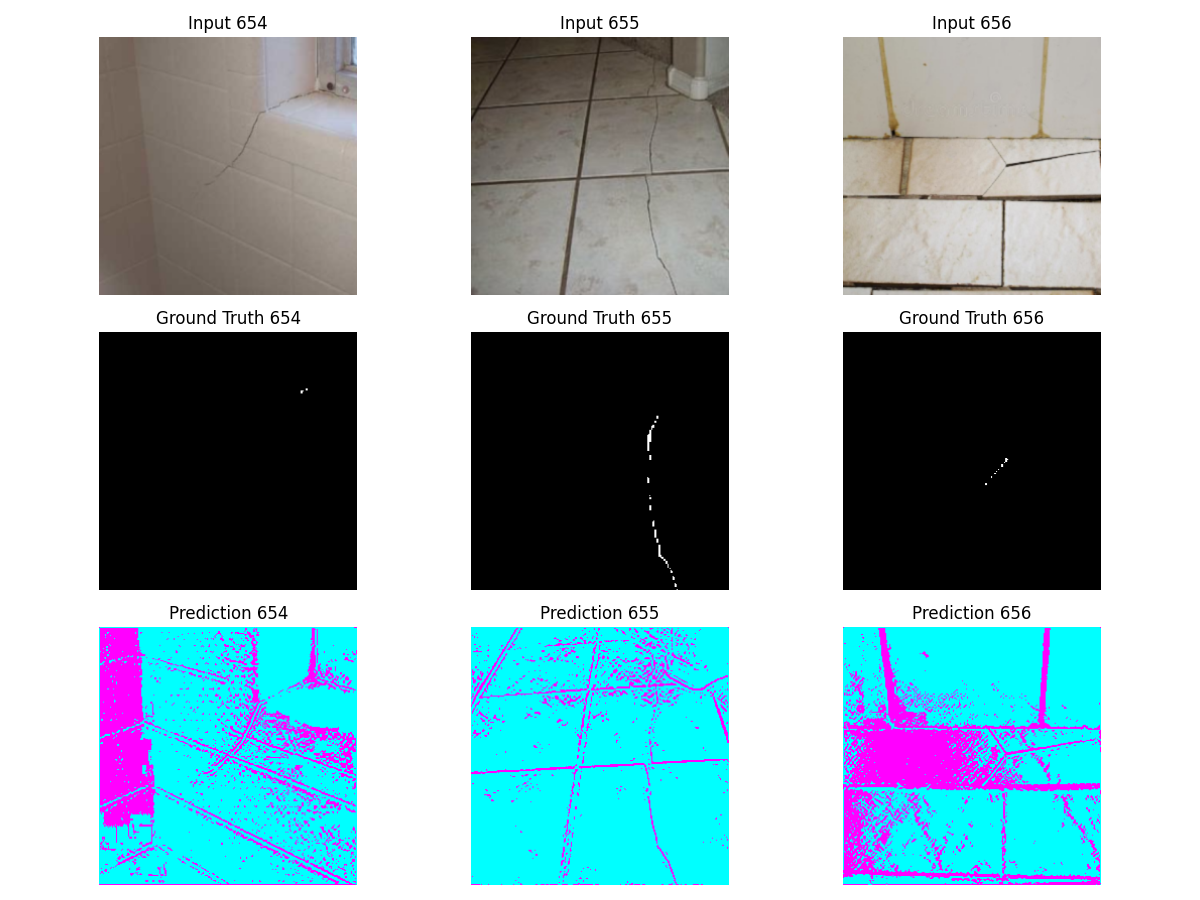 Input 654
Input 655
Input 656
Ground Truth 654
Ground Truth 655
Ground Truth 656
Prediction 654
Prediction 655
Prediction 656